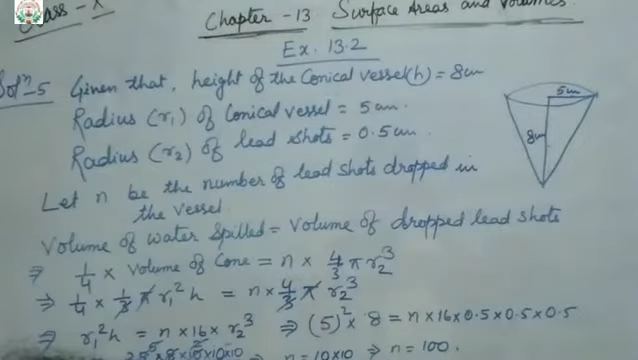 Class - X
Chapter - 13 Surface Areas and Volumes
Ex. 13.2
Solⁿ-5 Given that, height of the Conical vessel (h) = 8cm
Radius (r₁) of Conical vessel = 5cm.
Radius (r₂) of lead shots = 0.5cm.
5cm
8cm
Let n be the number of lead shots dropped in
the vessel.
Volume of water Spilled = Volume of dropped lead shots
⇒ 1/4 × Volume of Cone = n × 4/3 π r₂³
⇒ 1/4 × 1/3 π r₁² h = n × 4/3 π r₂³
⇒ r₁² h = n × 16 × r₂³ ⇒ (5)² × 8 = n × 16 × 0.5 × 0.5 × 0.5
⇒ n = 10×10 ⇒ n = 100.